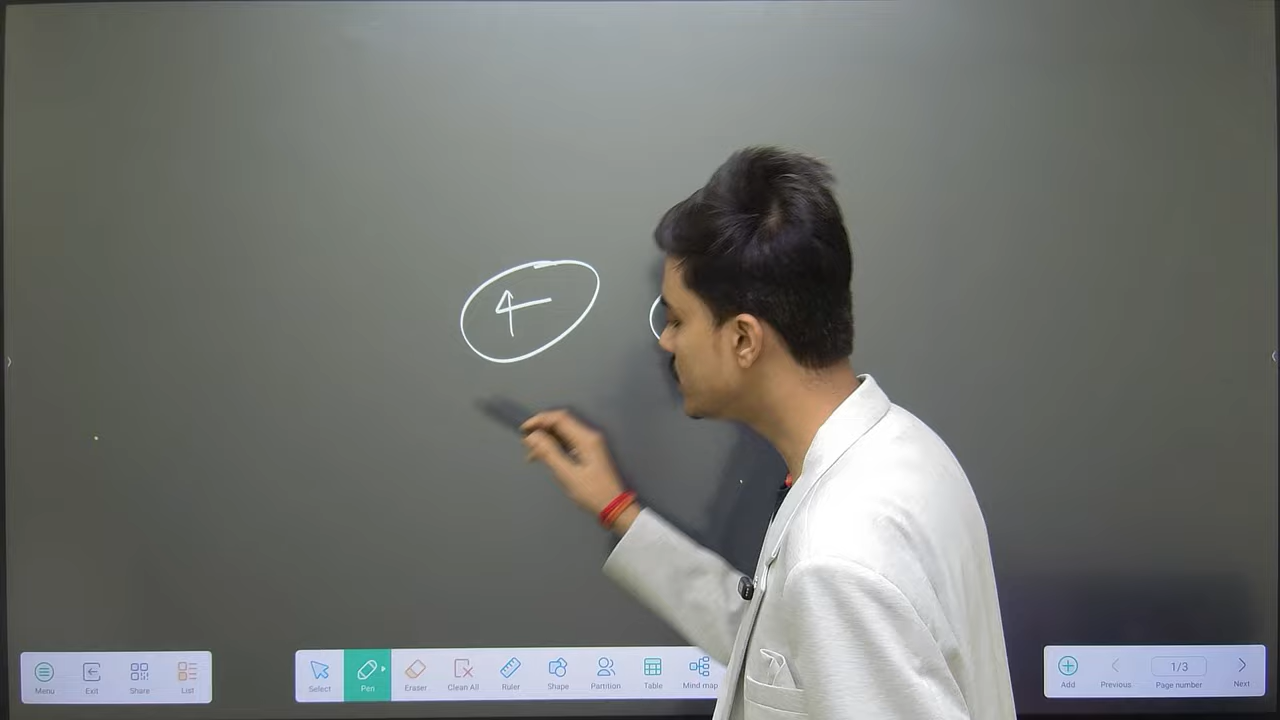 4
Menu Exit Share List
Select Pen Eraser Clean All Ruler Shape Partition Table Mind map
Add Previous 1/3 Page number Next